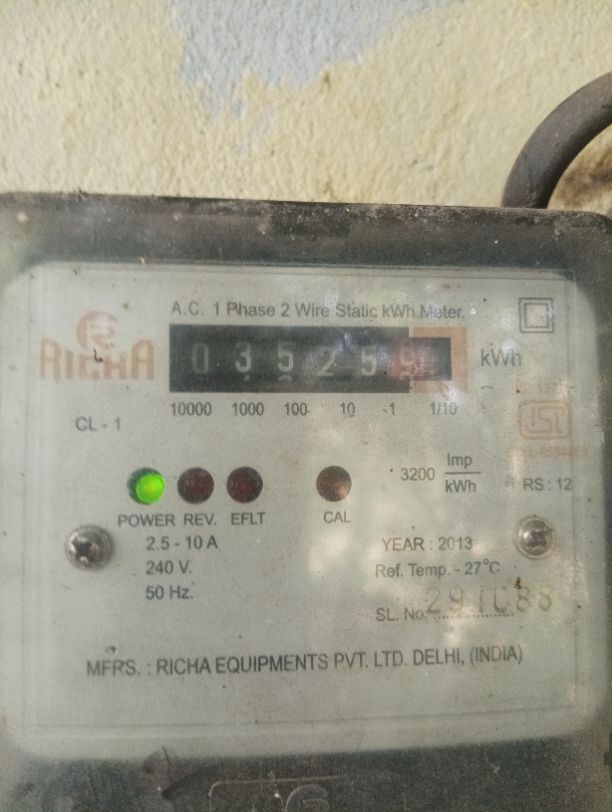 A.C. 1 Phase 2 Wire Static kWh Meter.
RICHA
03525 kWh
10000 1000 100 10 1 1/10
CL - 1
3200 Imp/kWh
RS : 12
POWER REV. EFLT CAL
2.5 - 10 A
YEAR : 2013
240 V.
Ref. Temp. - 27°C
50 Hz.
SL. No.
MFRS. : RICHA EQUIPMENTS PVT. LTD. DELHI, (INDIA)